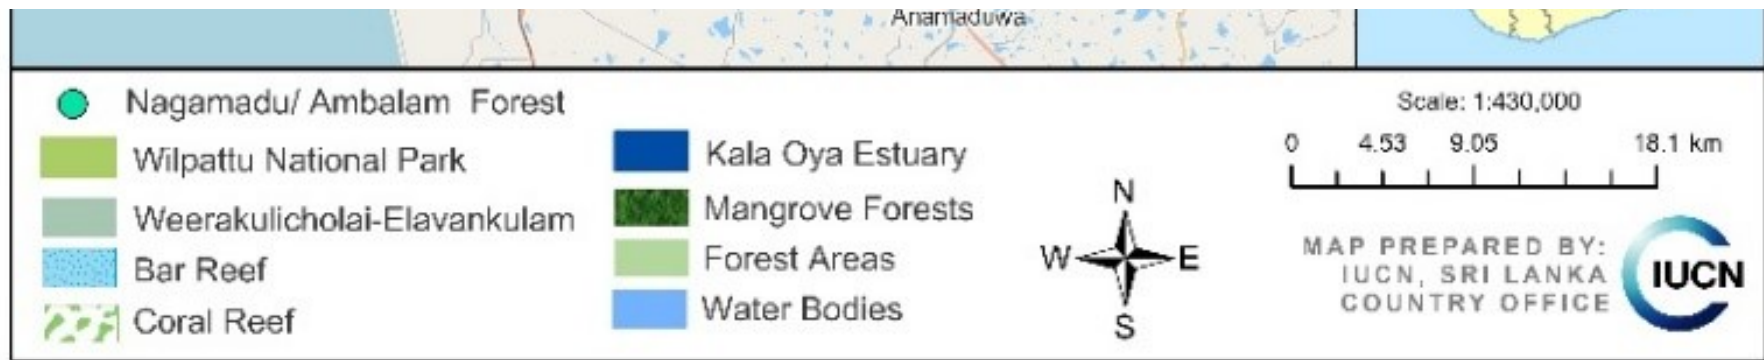 Anamaduwa
Nagamadu/ Ambalam Forest
Wilpattu National Park
Weerakulicholai-Elavankulam
Bar Reef
Coral Reef
Kala Oya Estuary
Mangrove Forests
Forest Areas
Water Bodies
N
W E
S
Scale: 1:430,000
0 4.53 9.05 18.1 km
MAP PREPARED BY:
IUCN, SRI LANKA
COUNTRY OFFICE
IUCN